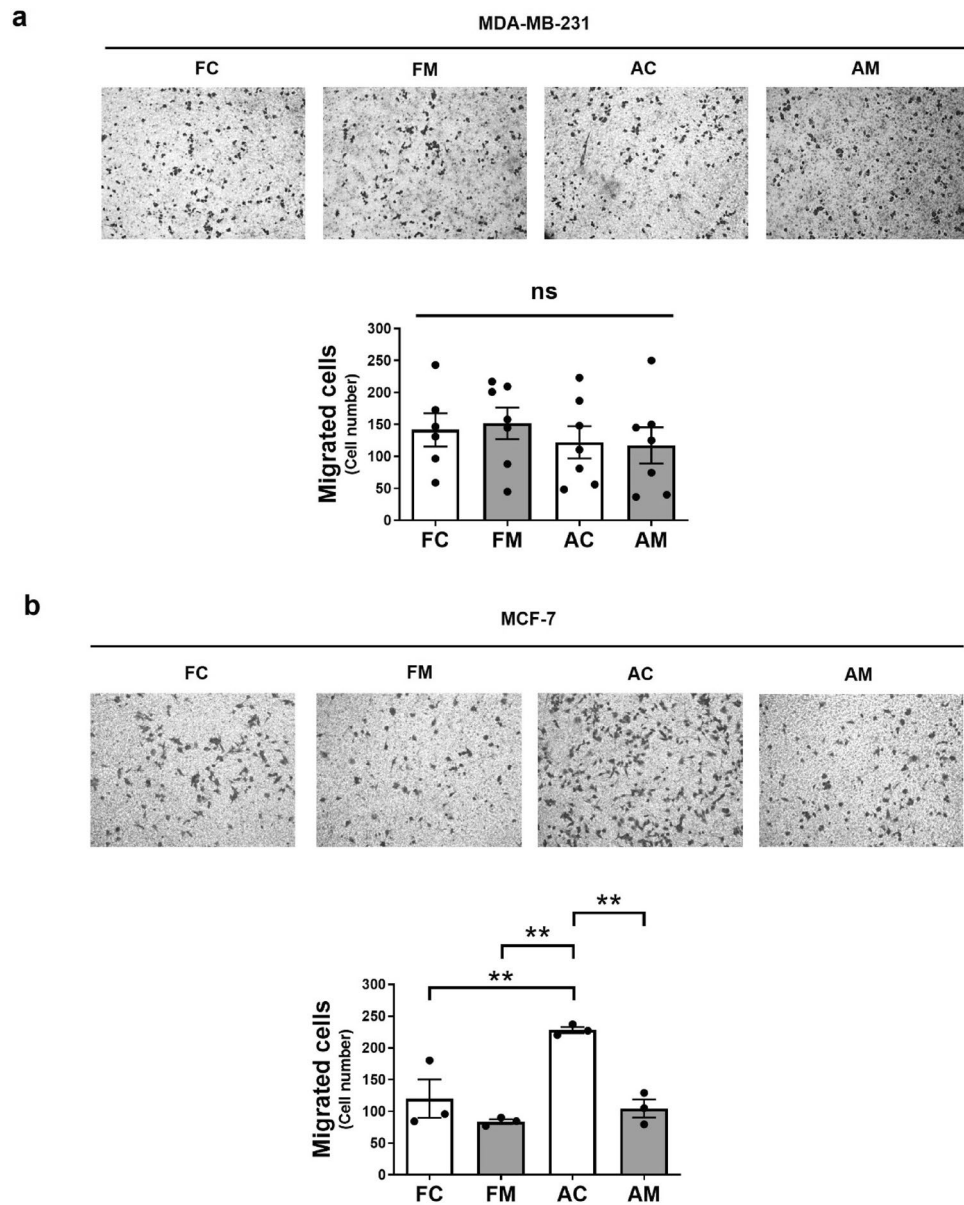 a
MDA-MB-231
FC FM AC AM
ns
Migrated cells
(Cell number)
300
250
200
150
100
50
0
FC FM AC AM
b
MCF-7
FC FM AC AM
**
**
**
Migrated cells
(Cell number)
300
250
200
150
100
50
0
FC FM AC AM